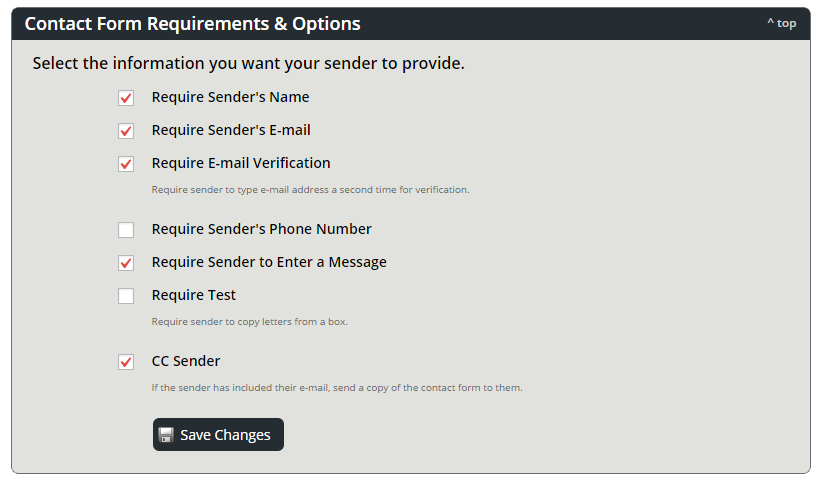 Contact Form Requirements & Options
^ top
Select the information you want your sender to provide.
Require Sender's Name
Require Sender's E-mail
Require E-mail Verification
Require sender to type e-mail address a second time for verification.
Require Sender's Phone Number
Require Sender to Enter a Message
Require Test
Require sender to copy letters from a box.
CC Sender
If the sender has included their e-mail, send a copy of the contact form to them.
Save Changes